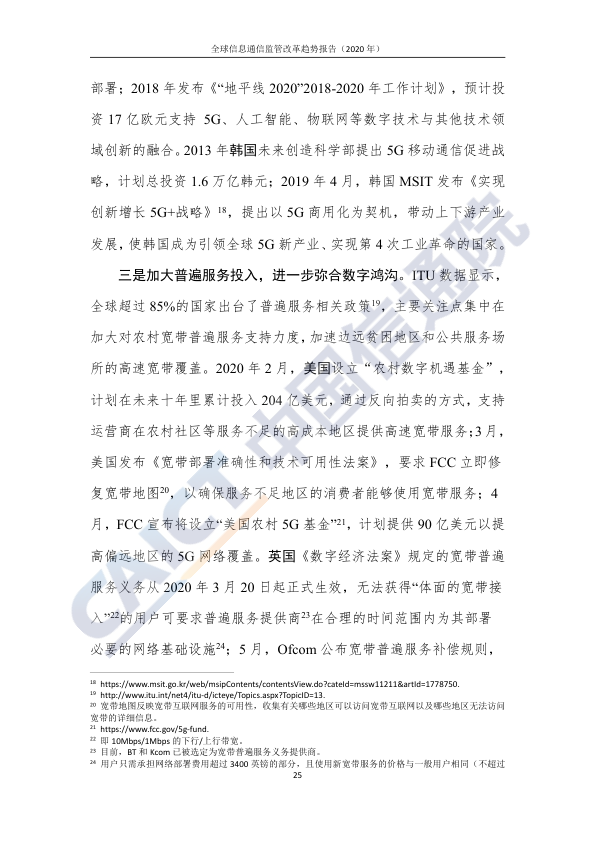 全球信息通信监管改革趋势报告（2020 年）
部署；2018 年发布《“地平线 2020”2018-2020 年工作计划》，预计投
资 17 亿欧元支持 5G、人工智能、物联网等数字技术与其他技术领
域创新的融合。2013 年韩国未来创造科学部提出 5G 移动通信促进战
略，计划总投资 1.6 万亿韩元；2019 年 4 月，韩国 MSIT 发布《实现
创新增长 5G+战略》18，提出以 5G 商用化为契机，带动上下游产业
发展，使韩国成为引领全球 5G 新产业、实现第 4 次工业革命的国家。
三是加大普遍服务投入，进一步弥合数字鸿沟。ITU 数据显示，
全球超过 85%的国家出台了普遍服务相关政策19，主要关注点集中在
加大对农村宽带普遍服务支持力度，加速边远贫困地区和公共服务场
所的高速宽带覆盖。2020 年 2 月，美国设立“农村数字机遇基金”，
计划在未来十年里累计投入 204 亿美元，通过反向拍卖的方式，支持
运营商在农村社区等服务不足的高成本地区提供高速宽带服务；3 月，
美国发布《宽带部署准确性和技术可用性法案》，要求 FCC 立即修
复宽带地图20，以确保服务不足地区的消费者能够使用宽带服务；4
月，FCC 宣布将设立“美国农村 5G 基金”21，计划提供 90 亿美元以提
高偏远地区的 5G 网络覆盖。英国《数字经济法案》规定的宽带普遍
服务义务从 2020 年 3 月 20 日起正式生效，无法获得“体面的宽带接
入”22的用户可要求普遍服务提供商23在合理的时间范围内为其部署
必要的网络基础设施24；5 月，Ofcom 公布宽带普遍服务补偿规则，
18 https://www.msit.go.kr/web/msipContents/contentsView.do?cateId=mssw11211&artId=1778750.
19 http://www.itu.int/net4/itu-d/icteye/Topics.aspx?TopicID=13.
20 宽带地图反映宽带互联网服务的可用性，收集有关哪些地区可以访问宽带互联网以及哪些地区无法访问
宽带的详细信息。
21 https://www.fcc.gov/5g-fund.
22 即 10Mbps/1Mbps 的下行/上行带宽。
23 目前，BT 和 Kcom 已被选定为宽带普遍服务义务提供商。
24 用户只需承担网络部署费用超过 3400 英镑的部分，且使用新宽带服务的价格与一般用户相同（不超过
25
CAICT 中国信通院